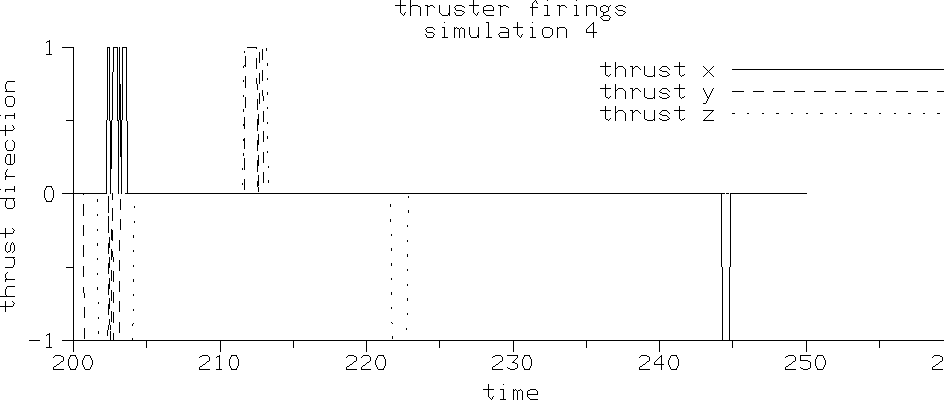 thruster firings
simulation 4
thrust x
thrust y
thrust z
thrust direction
1
0
-1
200 210 220 230 240 250 2
time